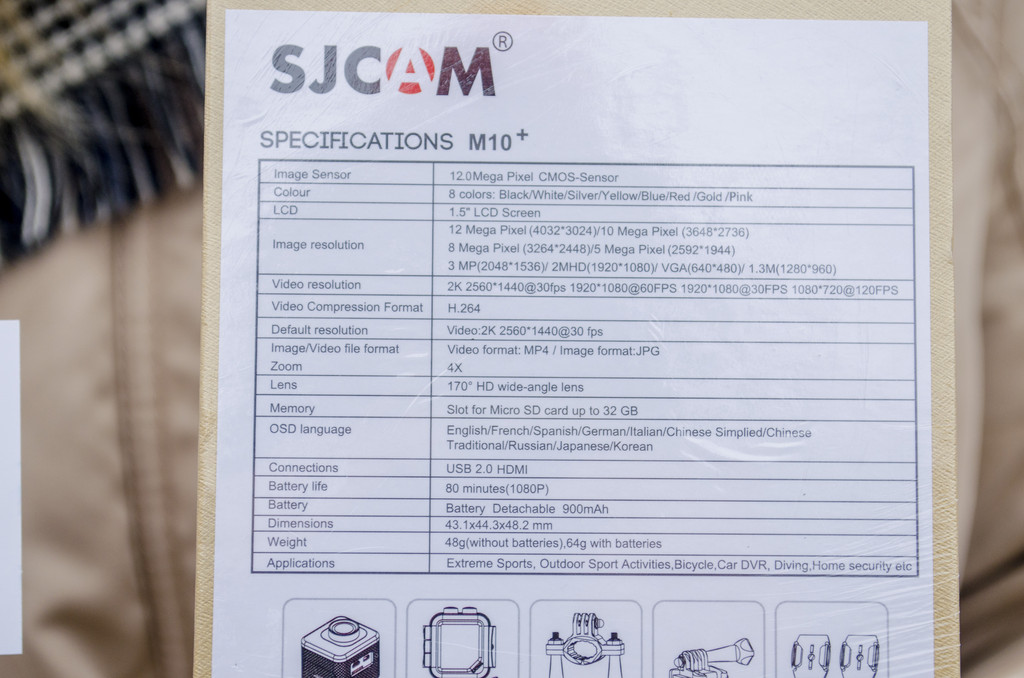 SJCAM®
SPECIFICATIONS M10+
Image Sensor 12.0Mega Pixel CMOS-Sensor
Colour 8 colors: Black/White/Silver/Yellow/Blue/Red /Gold /Pink
LCD 1.5" LCD Screen
12 Mega Pixel (4032*3024)/10 Mega Pixel (3648*2736)
Image resolution 8 Mega Pixel (3264*2448)/5 Mega Pixel (2592*1944)
3 MP(2048*1536)/ 2MHD(1920*1080)/ VGA(640*480)/ 1.3M(1280*960)
Video resolution 2K 2560*1440@30fps 1920*1080@60FPS 1920*1080@30FPS 1080*720@120FPS
Video Compression Format H.264
Default resolution Video:2K 2560*1440@30 fps
Image/Video file format Video format: MP4 / Image format:JPG
Zoom 4X
Lens 170° HD wide-angle lens
Memory Slot for Micro SD card up to 32 GB
OSD language English/French/Spanish/German/Italian/Chinese Simplied/Chinese
Traditional/Russian/Japanese/Korean
Connections USB 2.0 HDMI
Battery life 80 minutes(1080P)
Battery Battery Detachable 900mAh
Dimensions 43.1x44.3x48.2 mm
Weight 48g(without batteries),64g with batteries
Applications Extreme Sports, Outdoor Sport Activities,Bicycle,Car DVR, Diving,Home security etc